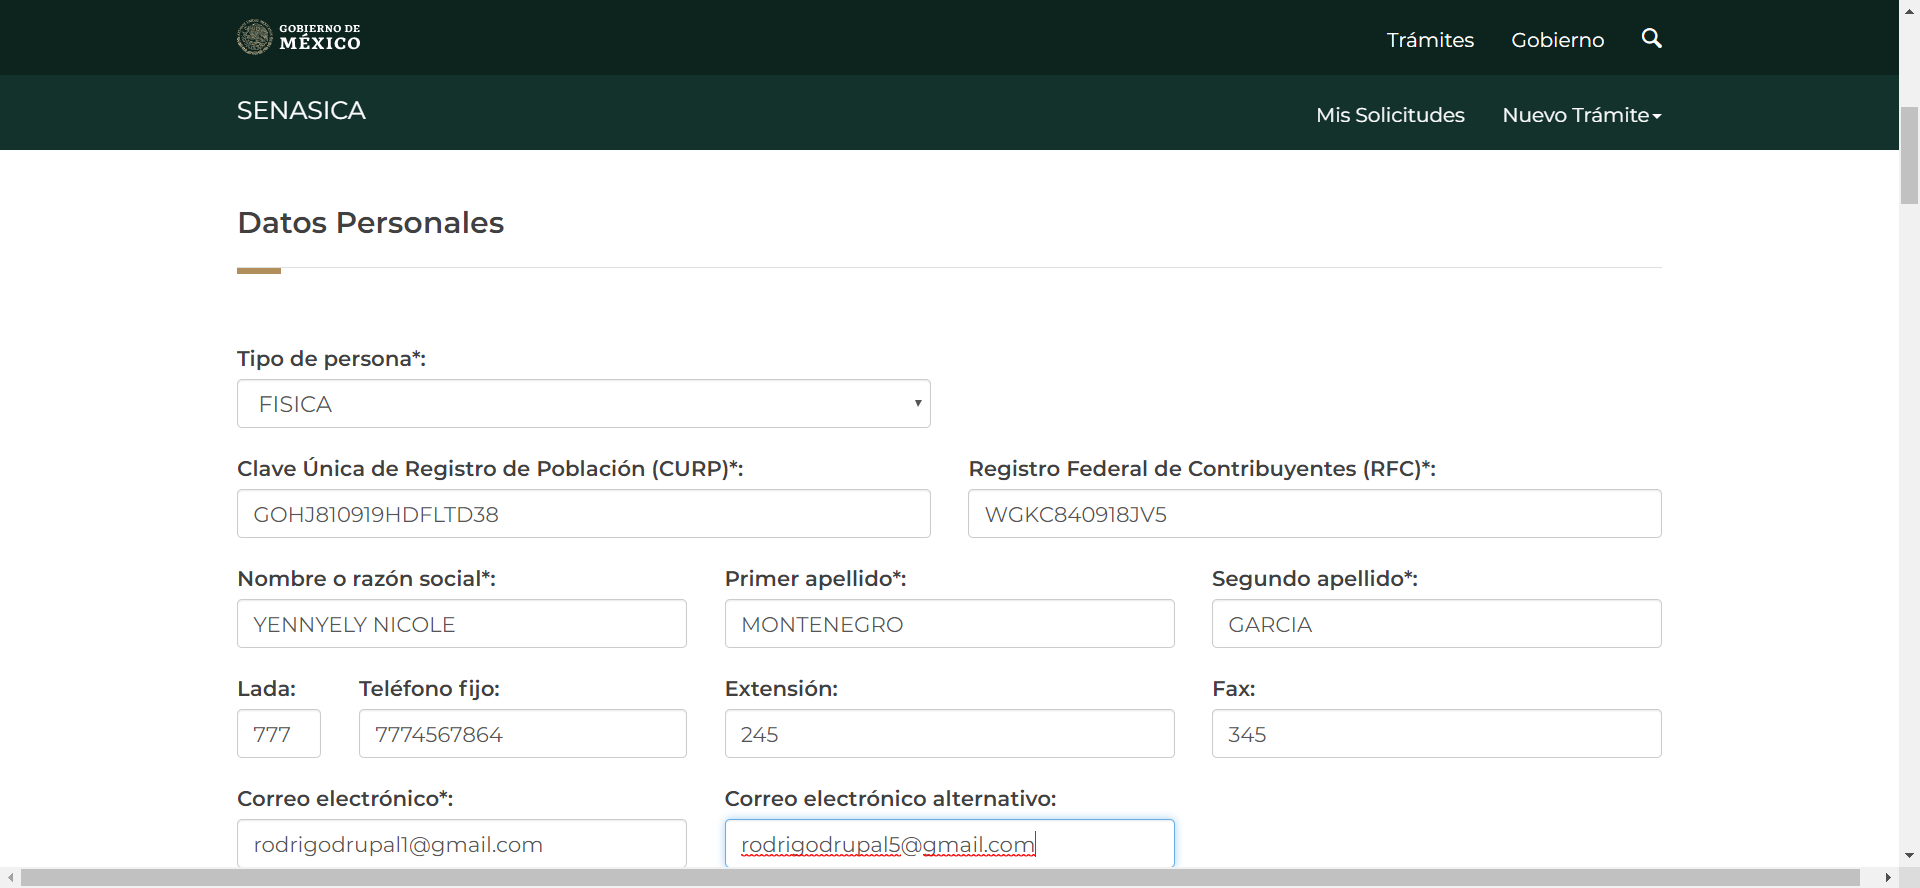 GOBIERNO DE
MÉXICO
Trámites Gobierno
SENASICA
Mis Solicitudes Nuevo Trámite
Datos Personales
Tipo de persona*:
FISICA
Clave Única de Registro de Población (CURP)*: Registro Federal de Contribuyentes (RFC)*:
GOHJ810919HDFLTD38 WGKC840918JV5
Nombre o razón social*: Primer apellido*: Segundo apellido*:
YENNYELY NICOLE MONTENEGRO GARCIA
Lada: Teléfono fijo: Extensión: Fax:
777 7774567864 245 345
Correo electrónico*: Correo electrónico alternativo:
rodrigodrupal1@gmail.com rodrigodrupal5@gmail.com